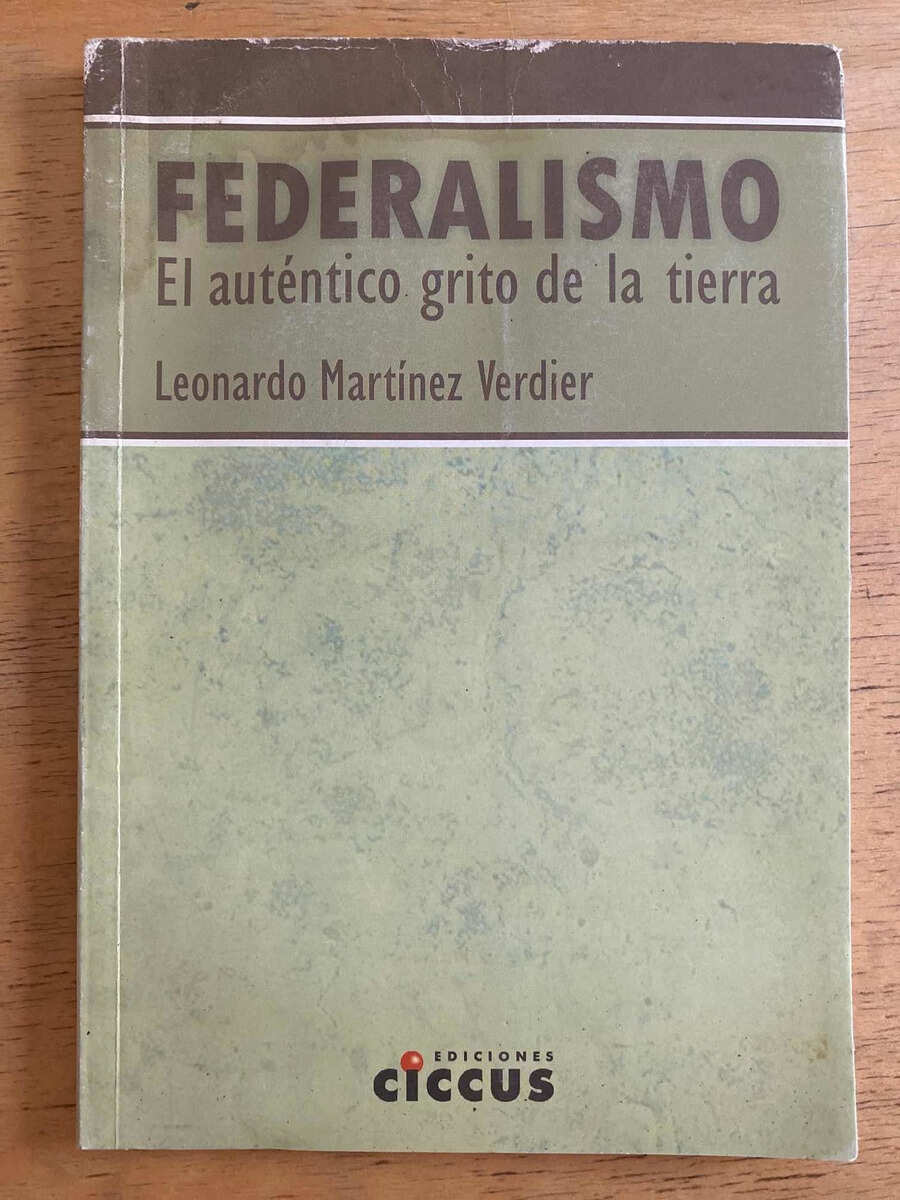 FEDERALISMO
El auténtico grito de la tierra
Leonardo Martínez Verdier
EDICIONES
CICCUS